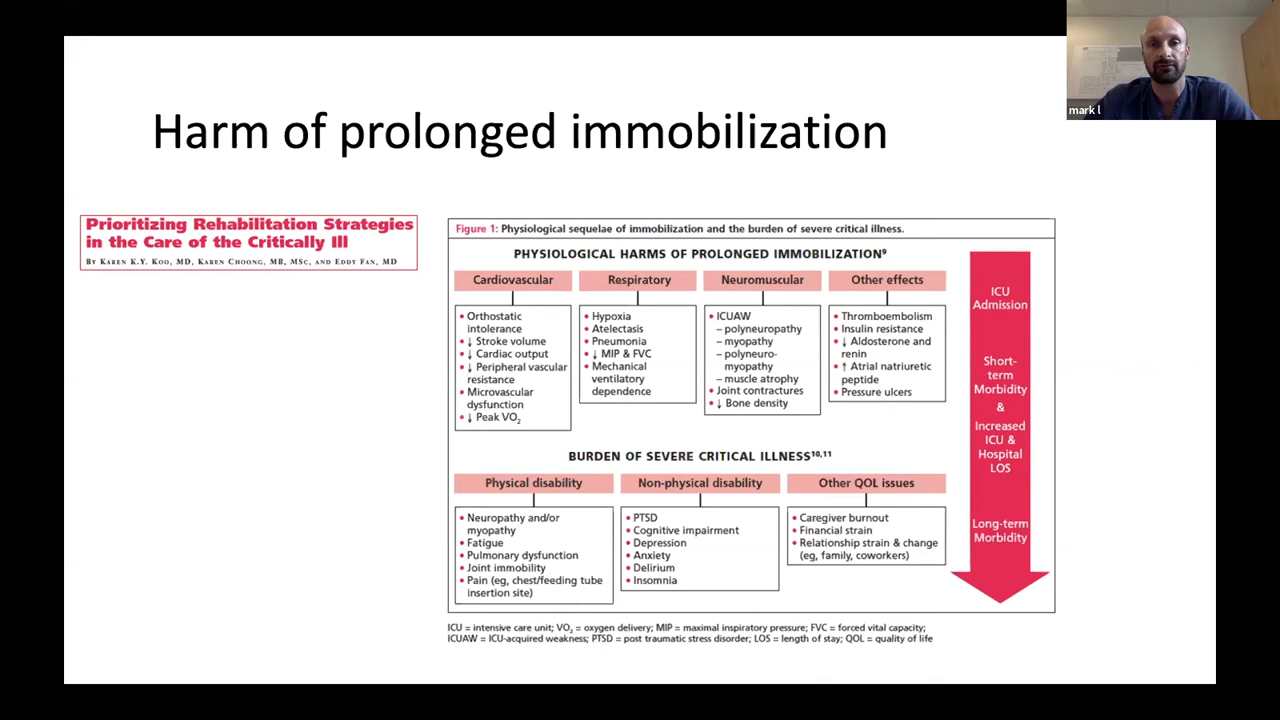 mark l
Harm of prolonged immobilization
Prioritizing Rehabilitation Strategies
in the Care of the Critically Ill
By Karen K.Y. Koo, MD, Karen Choong, MB, MSc, and Eddy Fan, MD
Figure 1: Physiological sequelae of immobilization and the burden of severe critical illness.
PHYSIOLOGICAL HARMS OF PROLONGED IMMOBILIZATION⁹
Cardiovascular
• Orthostatic
intolerance
• ↓ Stroke volume
• ↓ Cardiac output
• ↓ Peripheral vascular
resistance
• Microvascular
dysfunction
• ↓ Peak VO₂
Respiratory
• Hypoxia
• Atelectasis
• Pneumonia
• ↓ MIP & FVC
• Mechanical
ventilatory
dependence
Neuromuscular
• ICUAW
– polyneuropathy
– myopathy
– polyneuro-
myopathy
– muscle atrophy
• Joint contractures
• ↓ Bone density
Other effects
• Thromboembolism
• Insulin resistance
• ↓ Aldosterone and
renin
• ↑ Atrial natriuretic
peptide
• Pressure ulcers
BURDEN OF SEVERE CRITICAL ILLNESS¹⁰,¹¹
Physical disability
• Neuropathy and/or
myopathy
• Fatigue
• Pulmonary dysfunction
• Joint immobility
• Pain (eg, chest/feeding tube
insertion site)
Non-physical disability
• PTSD
• Cognitive impairment
• Depression
• Anxiety
• Delirium
• Insomnia
Other QOL issues
• Caregiver burnout
• Financial strain
• Relationship strain & change
(eg, family, coworkers)
ICU
Admission
Short-
term
Morbidity
&
Increased
ICU &
Hospital
LOS
Long-term
Morbidity
ICU = intensive care unit; VO₂ = oxygen delivery; MIP = maximal inspiratory pressure; FVC = forced vital capacity;
ICUAW = ICU-acquired weakness; PTSD = post traumatic stress disorder; LOS = length of stay; QOL = quality of life